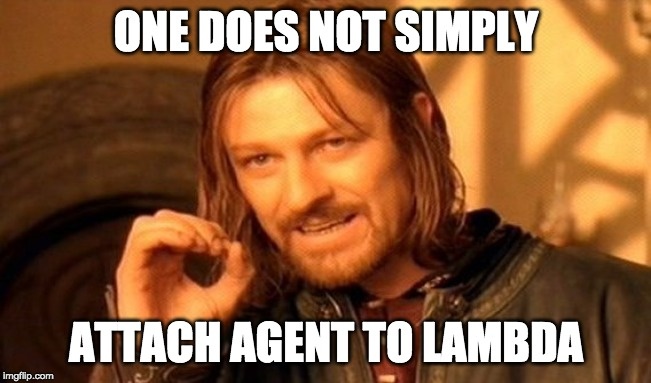 ONE DOES NOT SIMPLY
ATTACH AGENT TO LAMBDA
imgflip.com